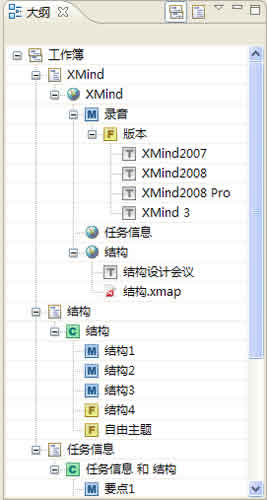 大纲
工作簿
XMind
XMind
M 录音
F 版本
T XMind2007
T XMind2008
T XMind2008 Pro
T XMind 3
任务信息
结构
T 结构设计会议
结构.xmap
结构
C 结构
M 结构1
M 结构2
M 结构3
F 结构4
F 自由主题
任务信息
C 任务信息 和 结构
M 要点1